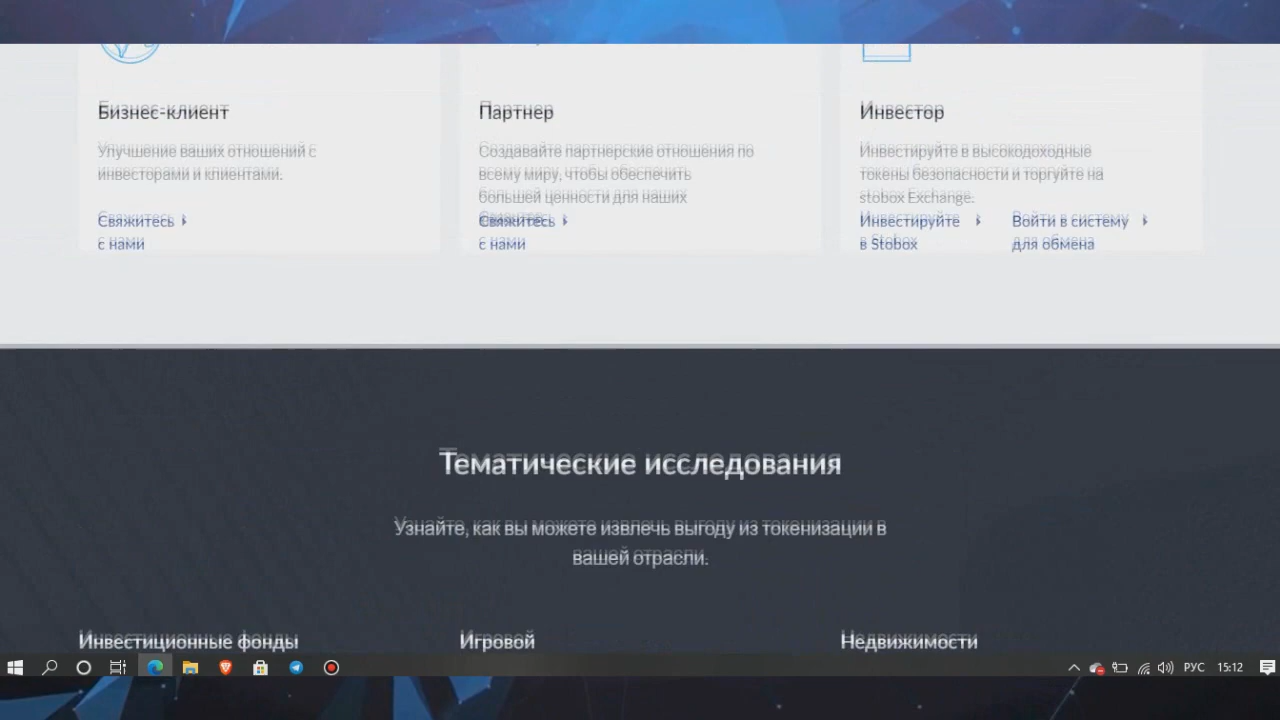 Бизнес-клиент
Улучшение ваших отношений с
инвесторами и клиентами.
Свяжитесь
с нами
Партнер
Создавайте партнерские отношения по
всему миру, чтобы обеспечить
большей ценности для наших
Свяжитесь
с нами
Инвестор
Инвестируйте в высокодоходные
токены безопасности и торгуйте на
stobox Exchange.
Инвестируйте
в Stobox
Войти в систему
для обмена
Тематические исследования
Узнайте, как вы можете извлечь выгоду из токенизации в
вашей отрасли.
Инвестиционные фонды
Игровой
Недвижимости
РУС
15:12